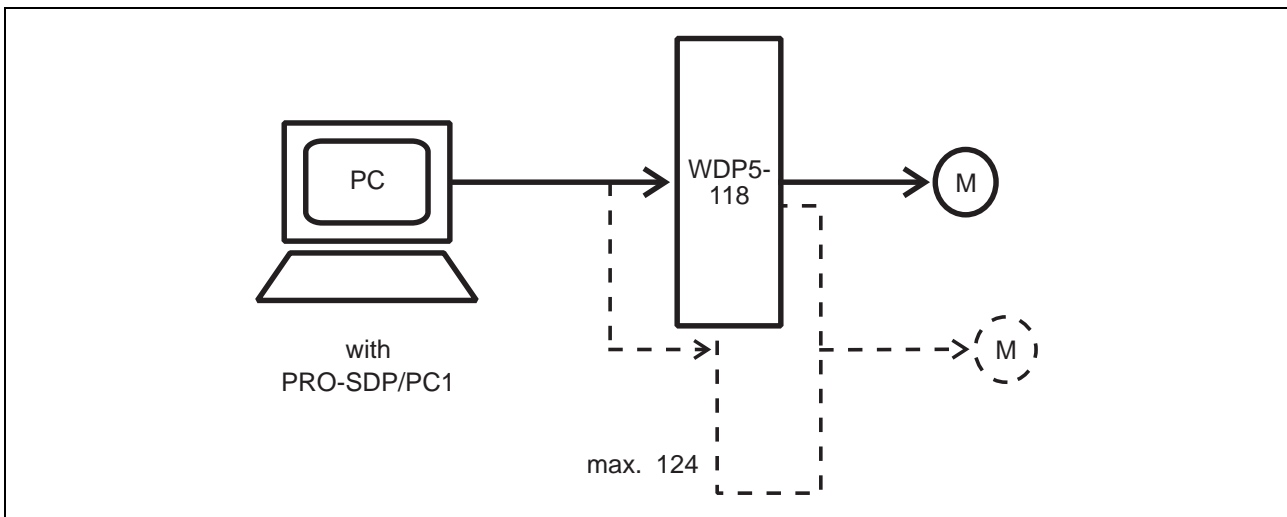 PC
WDP5-
118
M
with
PRO-SDP/PC1
M
max. 124